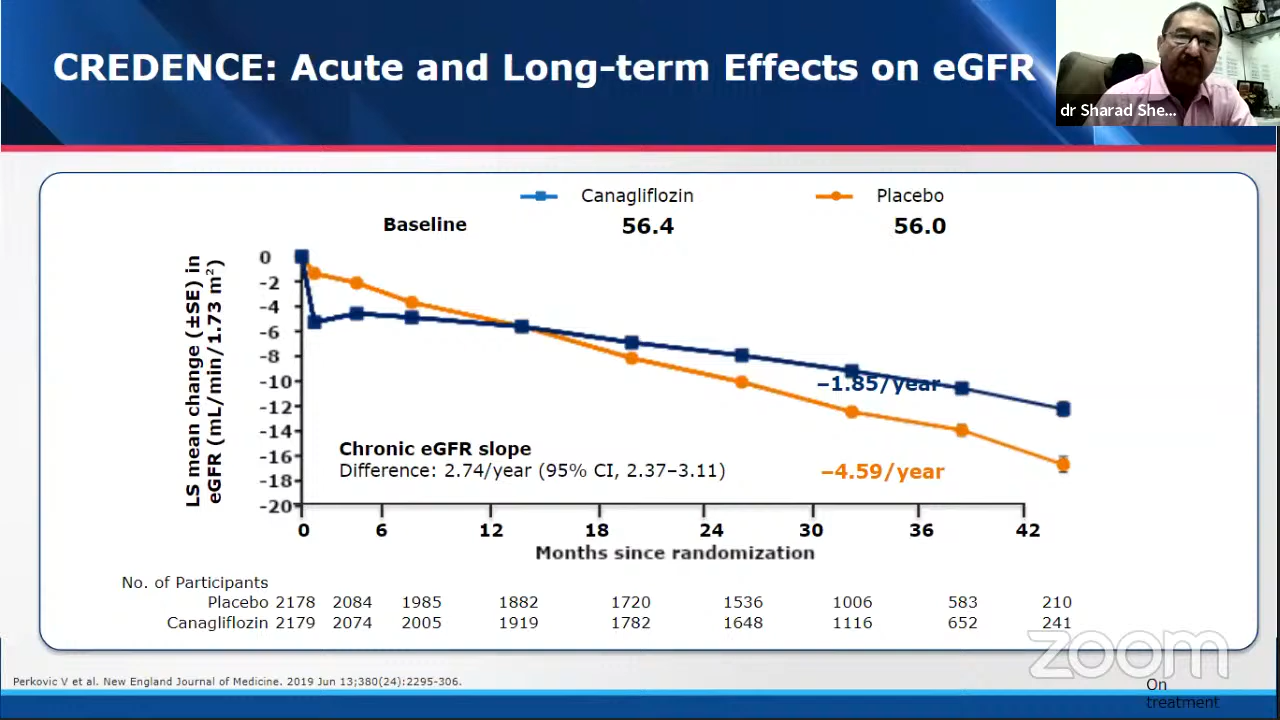 CREDENCE: Acute and Long-term Effects on eGFR
dr Sharad She...
Canagliflozin
Placebo
Baseline
56.4
56.0
LS mean change (±SE) in
eGFR (mL/min/1.73 m²)
0
-2
-4
-6
-8
-10
-12
-14
-16
-18
-20
–1.85/year
Chronic eGFR slope
Difference: 2.74/year (95% CI, 2.37–3.11)
–4.59/year
0 6 12 18 24 30 36 42
Months since randomization
No. of Participants
Placebo 2178 2084 1985 1882 1720 1536 1006 583 210
Canagliflozin 2179 2074 2005 1919 1782 1648 1116 652 241
zoom
Perkovic V et al. New England Journal of Medicine. 2019 Jun 13;380(24):2295-306.
On
treatment